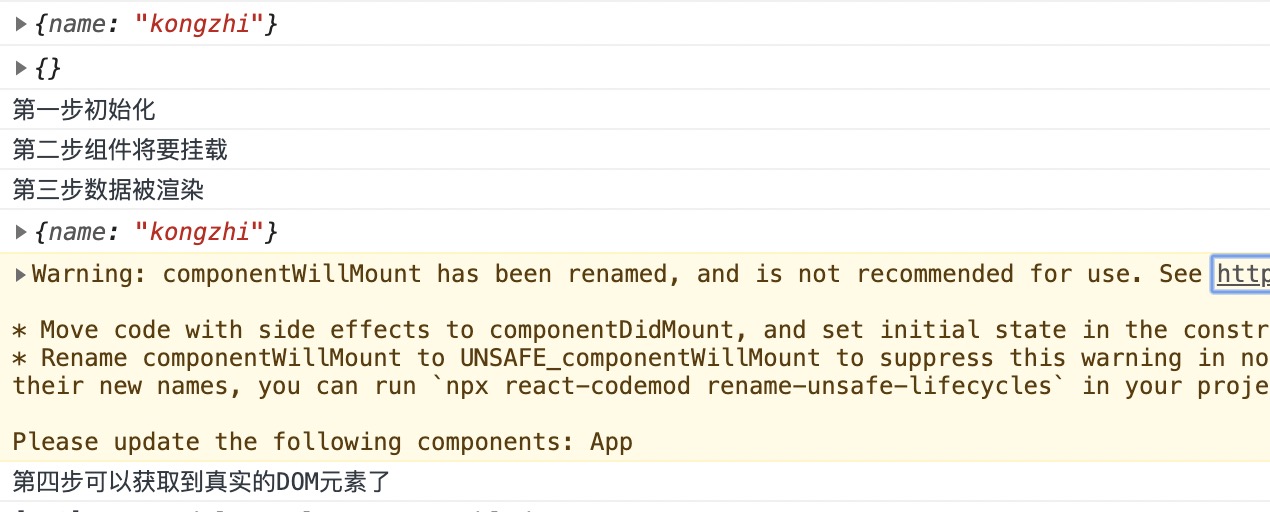 {name: "kongzhi"}
{}
第一步初始化
第二步组件将要挂载
第三步数据被渲染
{name: "kongzhi"}
Warning: componentWillMount has been renamed, and is not recommended for use. See http
* Move code with side effects to componentDidMount, and set initial state in the constr
* Rename componentWillMount to UNSAFE_componentWillMount to suppress this warning in no
their new names, you can run `npx react-codemod rename-unsafe-lifecycles` in your proje
Please update the following components: App
第四步可以获取到真实的DOM元素了